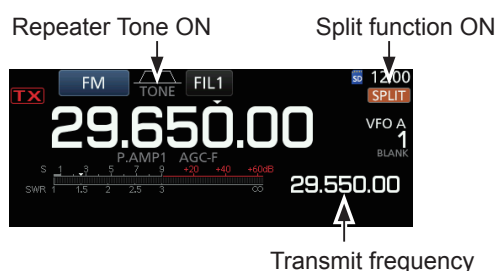 Repeater Tone ON
Split function ON
FM
TONE
FIL1
SD
12:00
TX
SPLIT
29.650.00
VFO A
1
BLANK
P.AMP1 AGC-F
S 1 3 5 7 9 +20 +40 +60dB
SWR 1 1.5 2 2.5 3 ∞
29.550.00
Transmit frequency